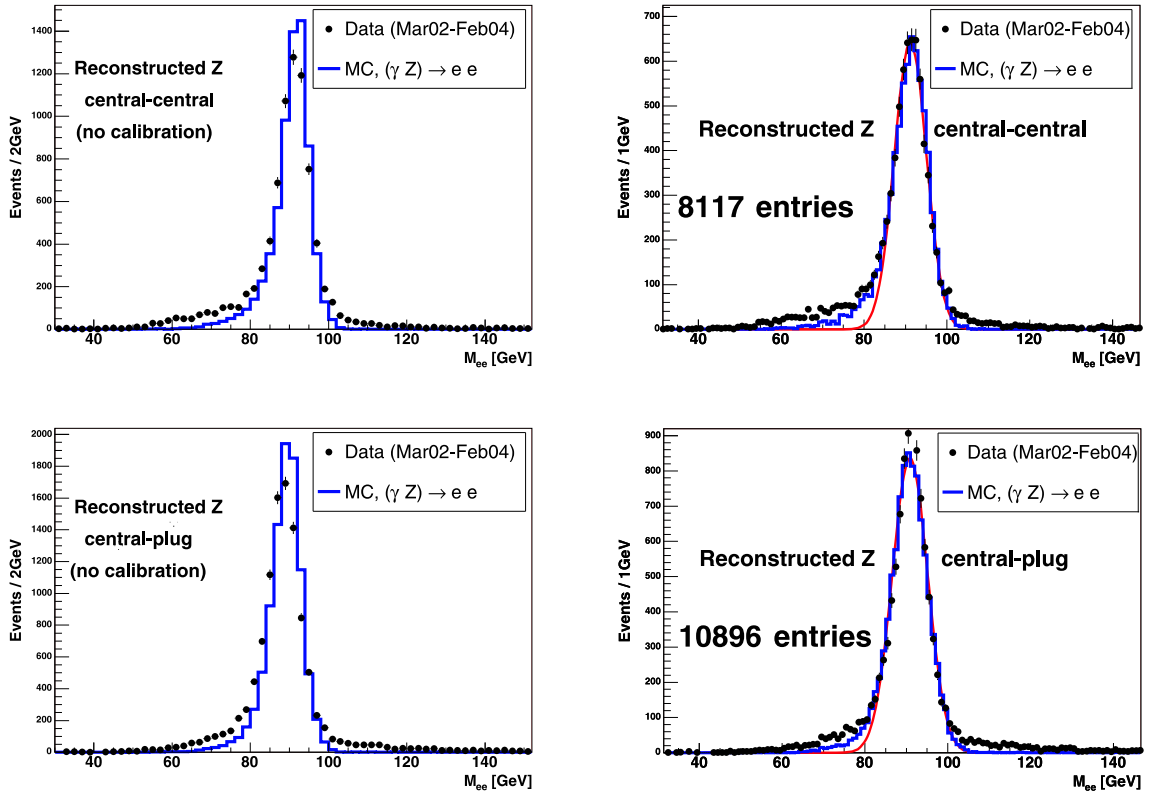 1400
1200
1000
800
600
400
200
0
Events / 2GeV
Reconstructed Z
central-central
(no calibration)
Data (Mar02-Feb04)
MC, (γ Z) → e e
40 60 80 100 120 140
M_ee [GeV]
700
600
500
400
300
200
100
0
Events / 1GeV
Data (Mar02-Feb04)
MC, (γ Z) → e e
Reconstructed Z central-central
8117 entries
40 60 80 100 120 140
M_ee [GeV]
2000
1800
1600
1400
1200
1000
800
600
400
200
0
Events / 2GeV
Reconstructed Z
central-plug
(no calibration)
Data (Mar02-Feb04)
MC, (γ Z) → e e
40 60 80 100 120 140
M_ee [GeV]
900
800
700
600
500
400
300
200
100
0
Events / 1GeV
Data (Mar02-Feb04)
MC, (γ Z) → e e
Reconstructed Z central-plug
10896 entries
40 60 80 100 120 140
M_ee [GeV]